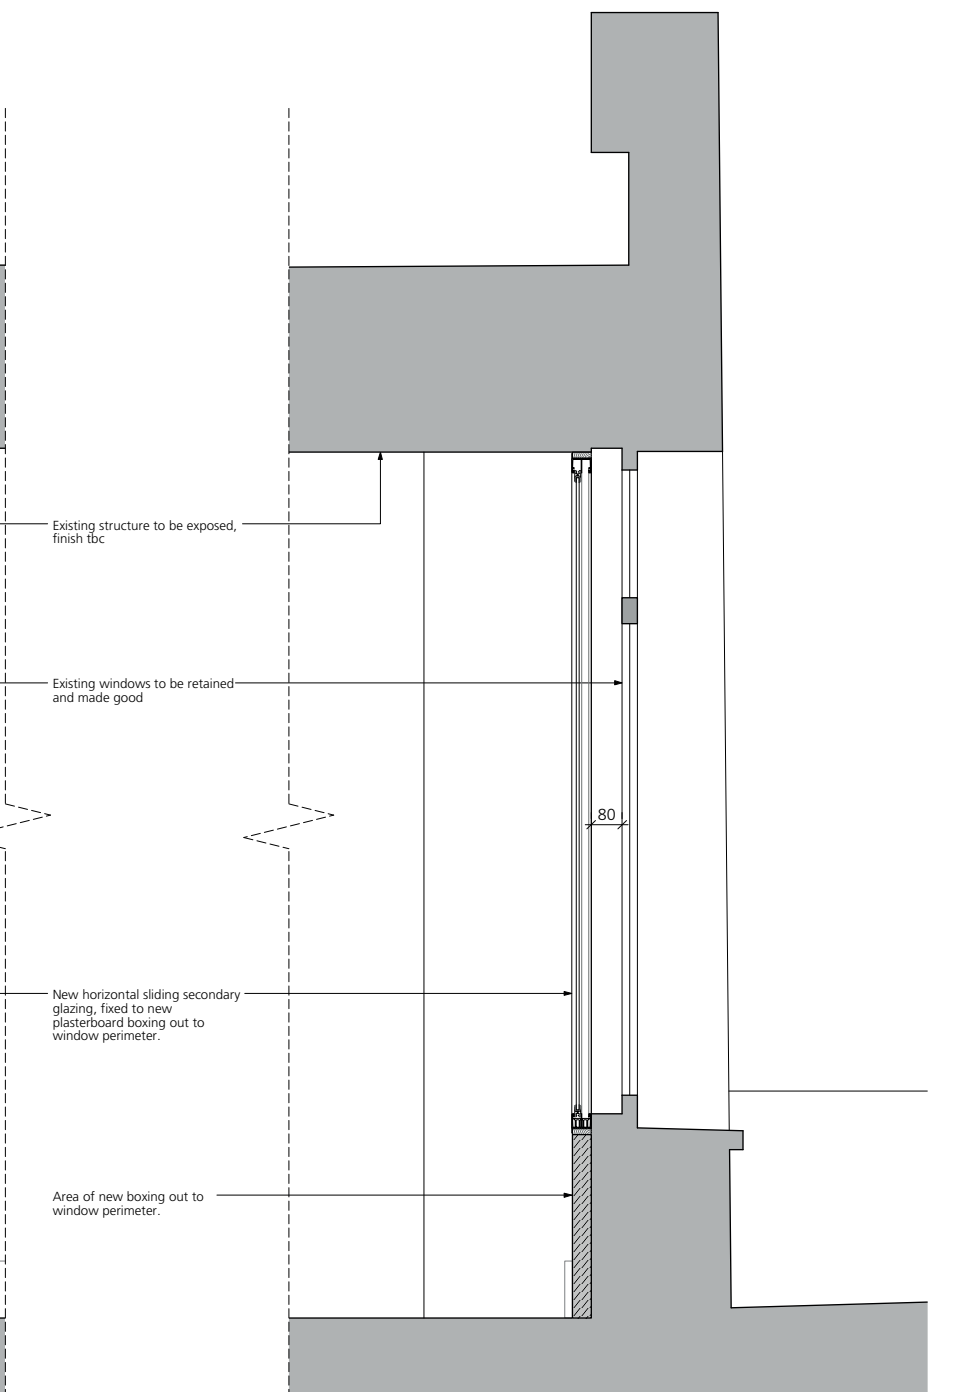 Existing structure to be exposed,
finish tbc
Existing windows to be retained
and made good
80
New horizontal sliding secondary
glazing, fixed to new
plasterboard boxing out to
window perimeter.
Area of new boxing out to
window perimeter.